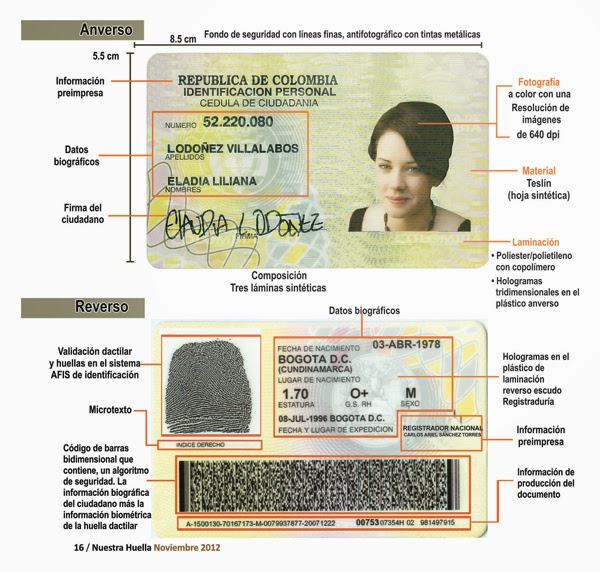 Anverso
8.5 cm
Fondo de seguridad con líneas finas, antifotográfico con tintas metálicas
5.5 cm
Información
preimpresa
REPUBLICA DE COLOMBIA
IDENTIFICACION PERSONAL
CEDULA DE CIUDADANIA
Fotografía
a color con una
Resolución de
imágenes
de 640 dpi
Datos
biográficos
NUMERO 52.220.080
LODOÑEZ VILLALABOS
APELLIDOS
ELADIA LILIANA
NOMBRES
Material
Teslín
(hoja sintética)
Firma del
ciudadano
FIRMA
Laminación
• Poliester/polietileno
con copolímero
• Hologramas
tridimensionales en el
plástico anverso
Composición
Tres láminas sintéticas
Reverso
Datos biográficos
Validación dactilar
y huellas en el sistema
AFIS de identificación
FECHA DE NACIMIENTO 03-ABR-1978
BOGOTA D.C.
(CUNDINAMARCA)
LUGAR DE NACIMIENTO
1.70 O+ M
ESTATURA G.S. RH SEXO
08-JUL-1996 BOGOTA D.C.
FECHA Y LUGAR DE EXPEDICION
Hologramas en el
plástico de
laminación
reverso escudo
Registraduría
Microtexto
INDICE DERECHO
REGISTRADOR NACIONAL
CARLOS ARIEL SÁNCHEZ TORRES
Información
preimpresa
Código de barras
bidimensional que
contiene, un algoritmo
de seguridad. La
información biográfica
del ciudadano más la
información biométrica
de la huella dactilar
Información de
producción del
documento
A-1500130-70167173-M-0079937877-20071222 00753 07354H 02 981497915
16 / Nuestra Huella Noviembre 2012